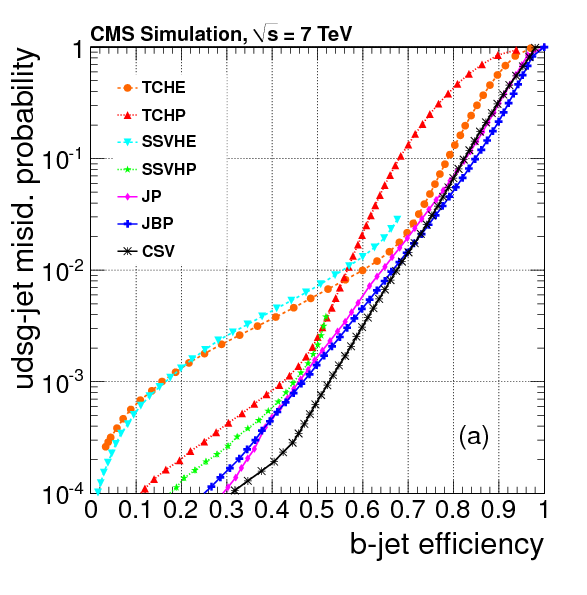 CMS Simulation, √s = 7 TeV
udsg-jet misid. probability
1
10⁻¹
10⁻²
10⁻³
10⁻⁴
TCHE
TCHP
SSVHE
SSVHP
JP
JBP
CSV
(a)
0 0.1 0.2 0.3 0.4 0.5 0.6 0.7 0.8 0.9 1
b-jet efficiency